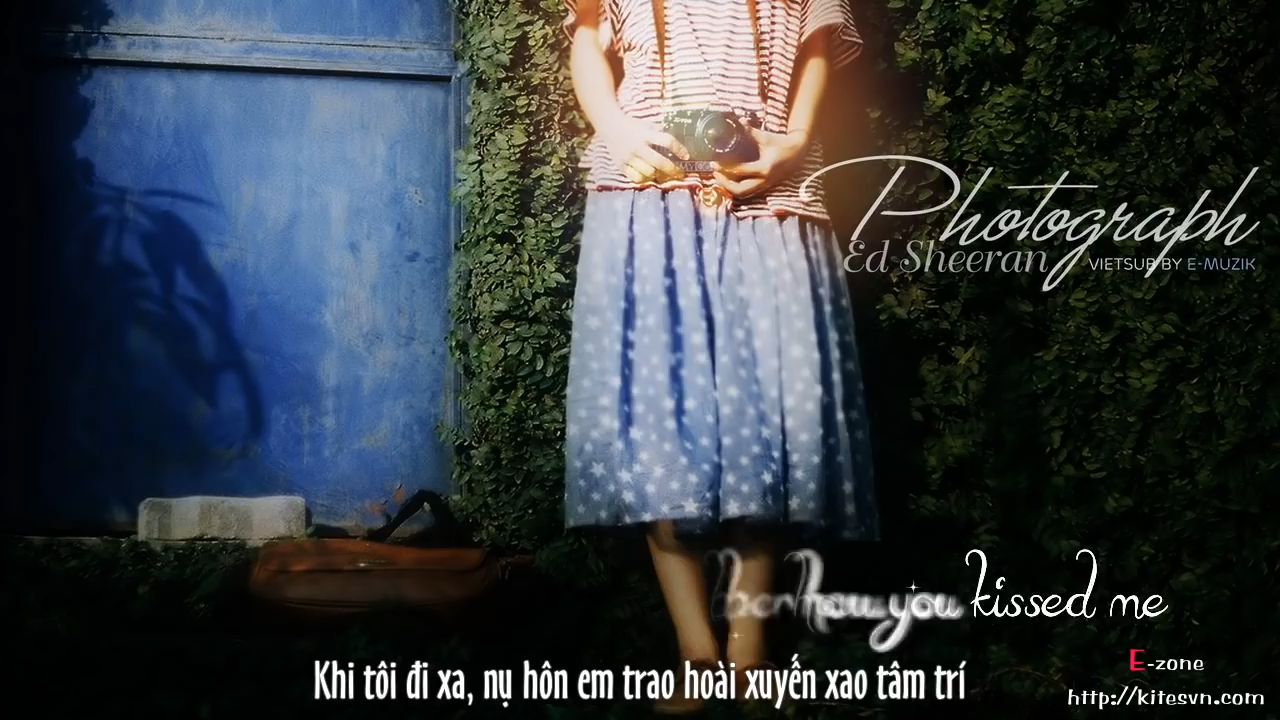 Photograph
Ed Sheeran
VIETSUB BY E-MUZIK
how you kissed me
Khi tôi đi xa, nụ hôn em trao hoài xuyến xao tâm trí
E-zone
http://kitesvn.com